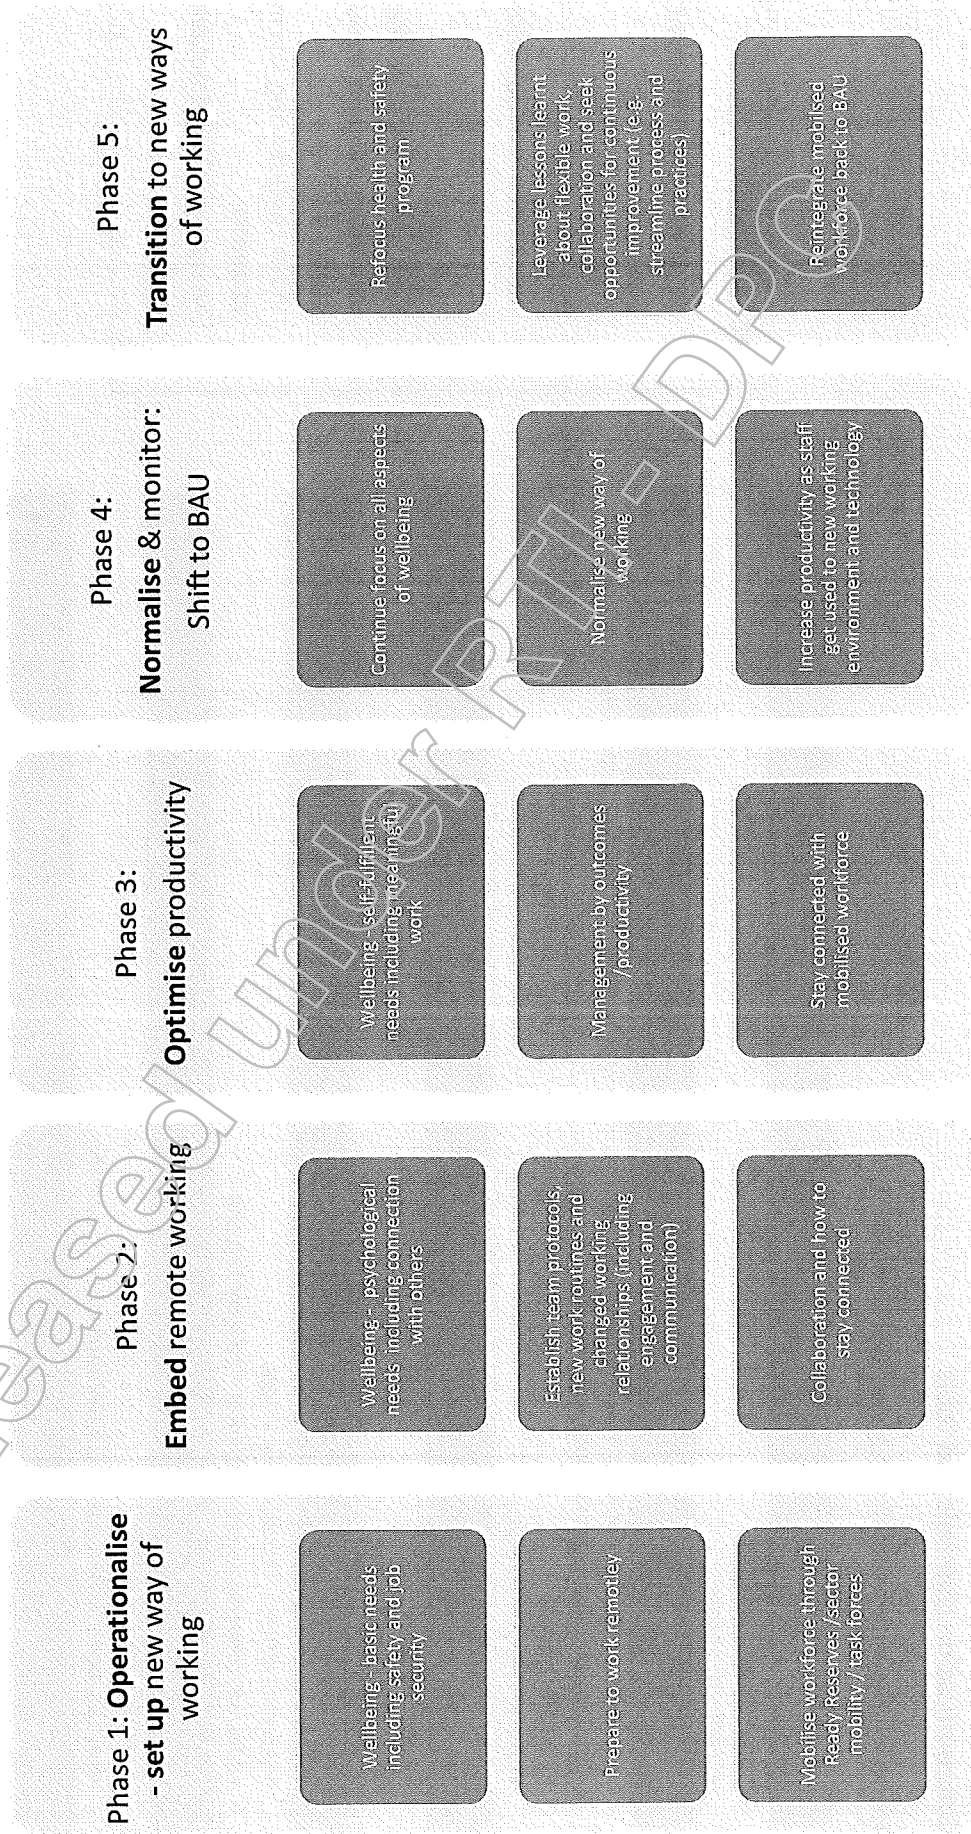 Phase 1: Operationalise
- set up new way of
working
Wellbeing - basic needs
including safety and job
security
Prepare to work remotley
Mobilise workforce through
Ready Reserves /sector
mobility / task forces
Phase 2:
Embed remote working
Wellbeing - psychological
needs including connection
with others
Establish team protocols,
new work routines and
changed working
relationships (including
engagement and
communication)
Collaboration and how to
stay connected
Phase 3:
Optimise productivity
Wellbeing - self-fulfilent
needs including meaningful
work
Management by outcomes
/productivity
Stay connected with
mobilised workforce
Phase 4:
Normalise & monitor:
Shift to BAU
Continue focus on all aspects
of wellbeing
Normalise new way of
working
Increase productivity as staff
get used to new working
environment and technology
Phase 5:
Transition to new ways
of working
Refocus health and safety
program
Leverage lessons learnt
about flexible work,
collaboration and seek
opportunities for continuous
improvement (e.g.
streamline process and
practices)
Reintegrate mobilised
workforce back to BAU
eased under RTI - DPC